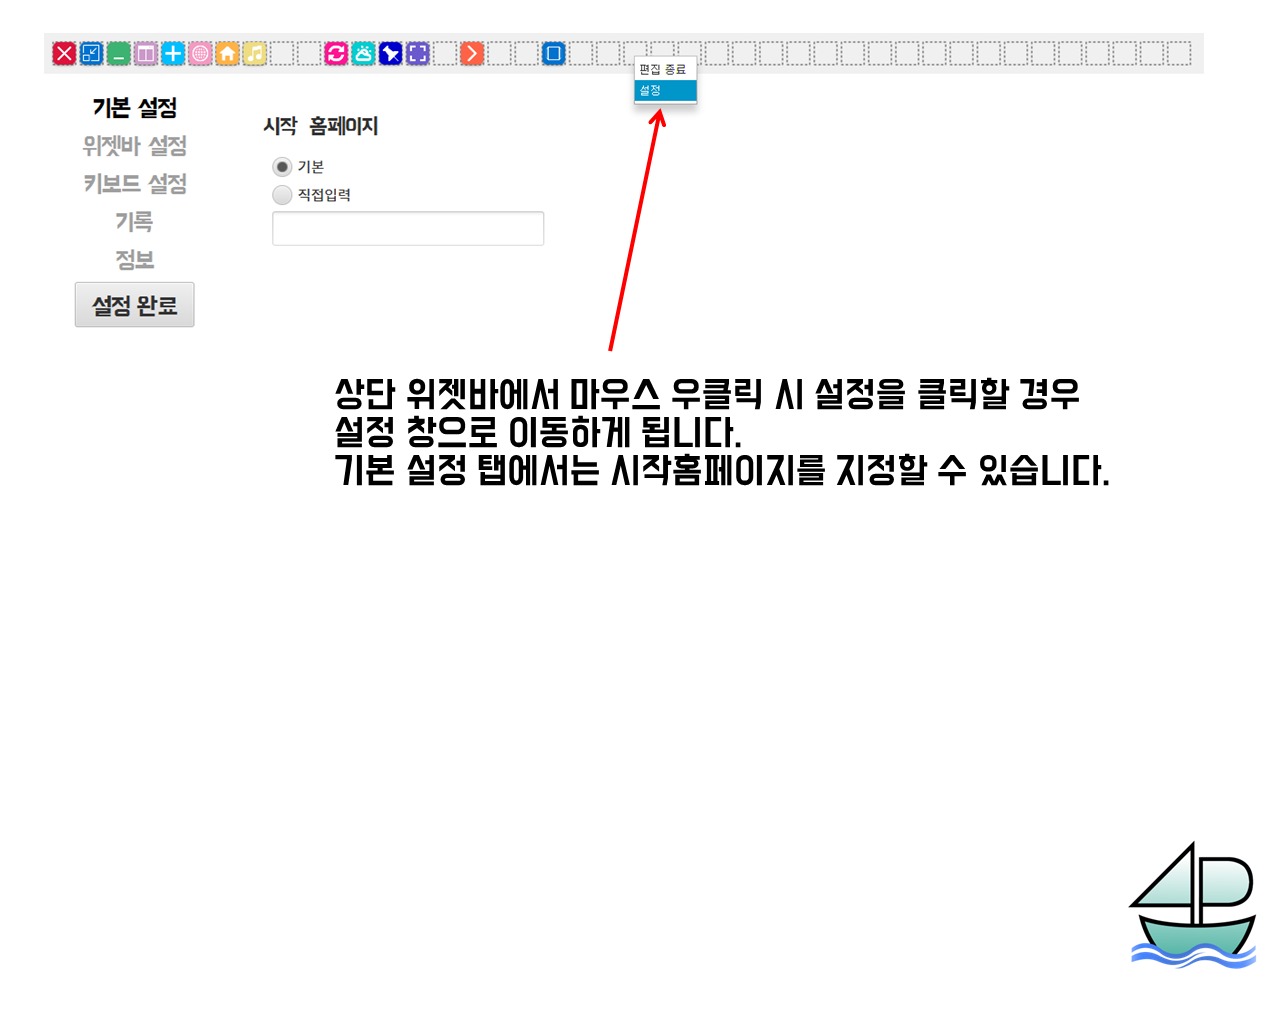 편집 종료
설정
기본 설정
위젯바 설정
키보드 설정
기록
정보
설정 완료
시작 홈페이지
기본
직접입력
상단 위젯바에서 마우스 우클릭 시 설정을 클릭할 경우
설정 창으로 이동하게 됩니다.
기본 설정 탭에서는 시작홈페이지를 지정할 수 있습니다.